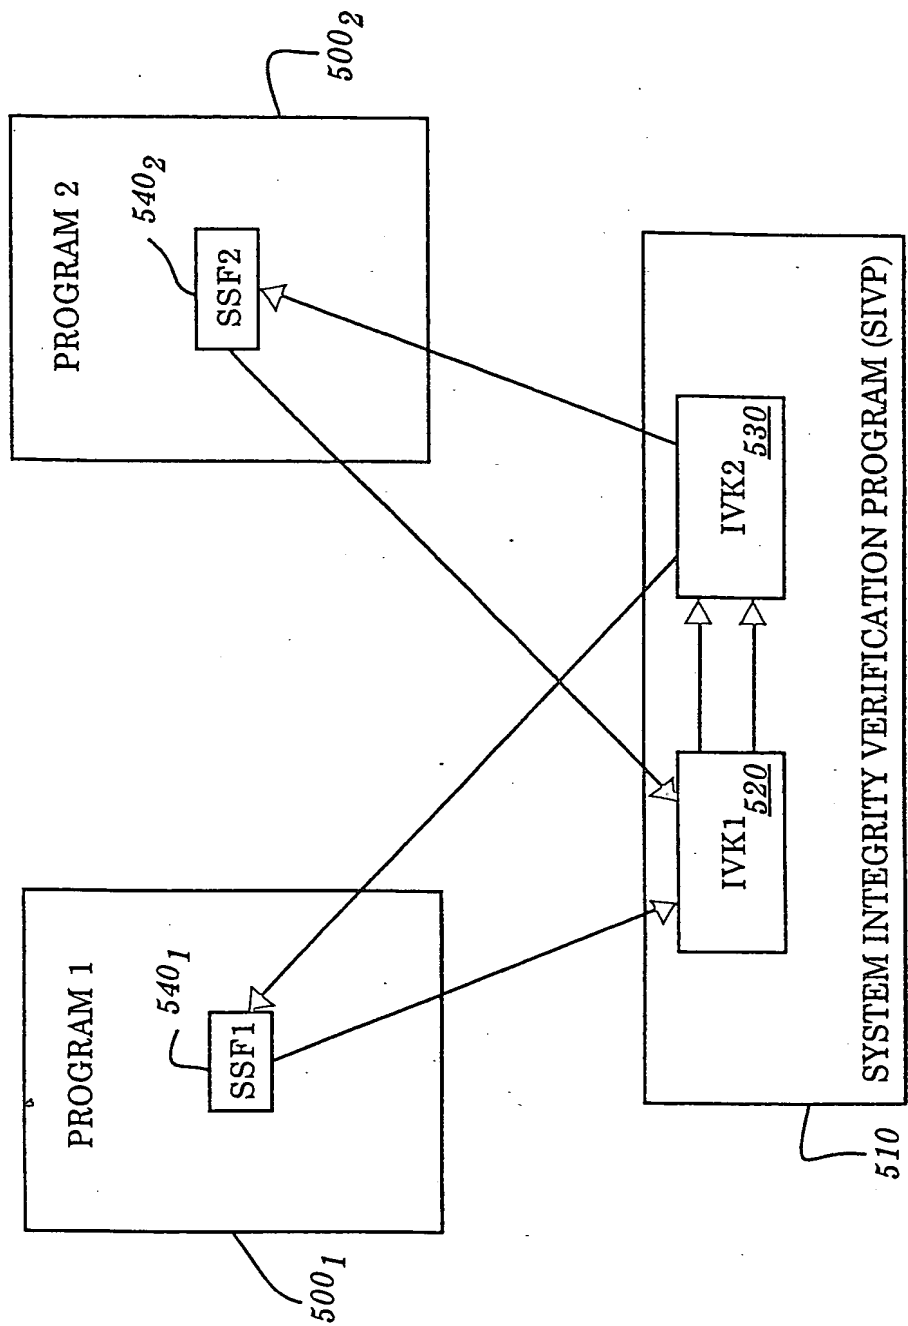 PROGRAM 1
540₁
SSF1
500₁
PROGRAM 2
540₂
SSF2
500₂
IVK1
520
IVK2
530
SYSTEM INTEGRITY VERIFICATION PROGRAM (SIVP)
510